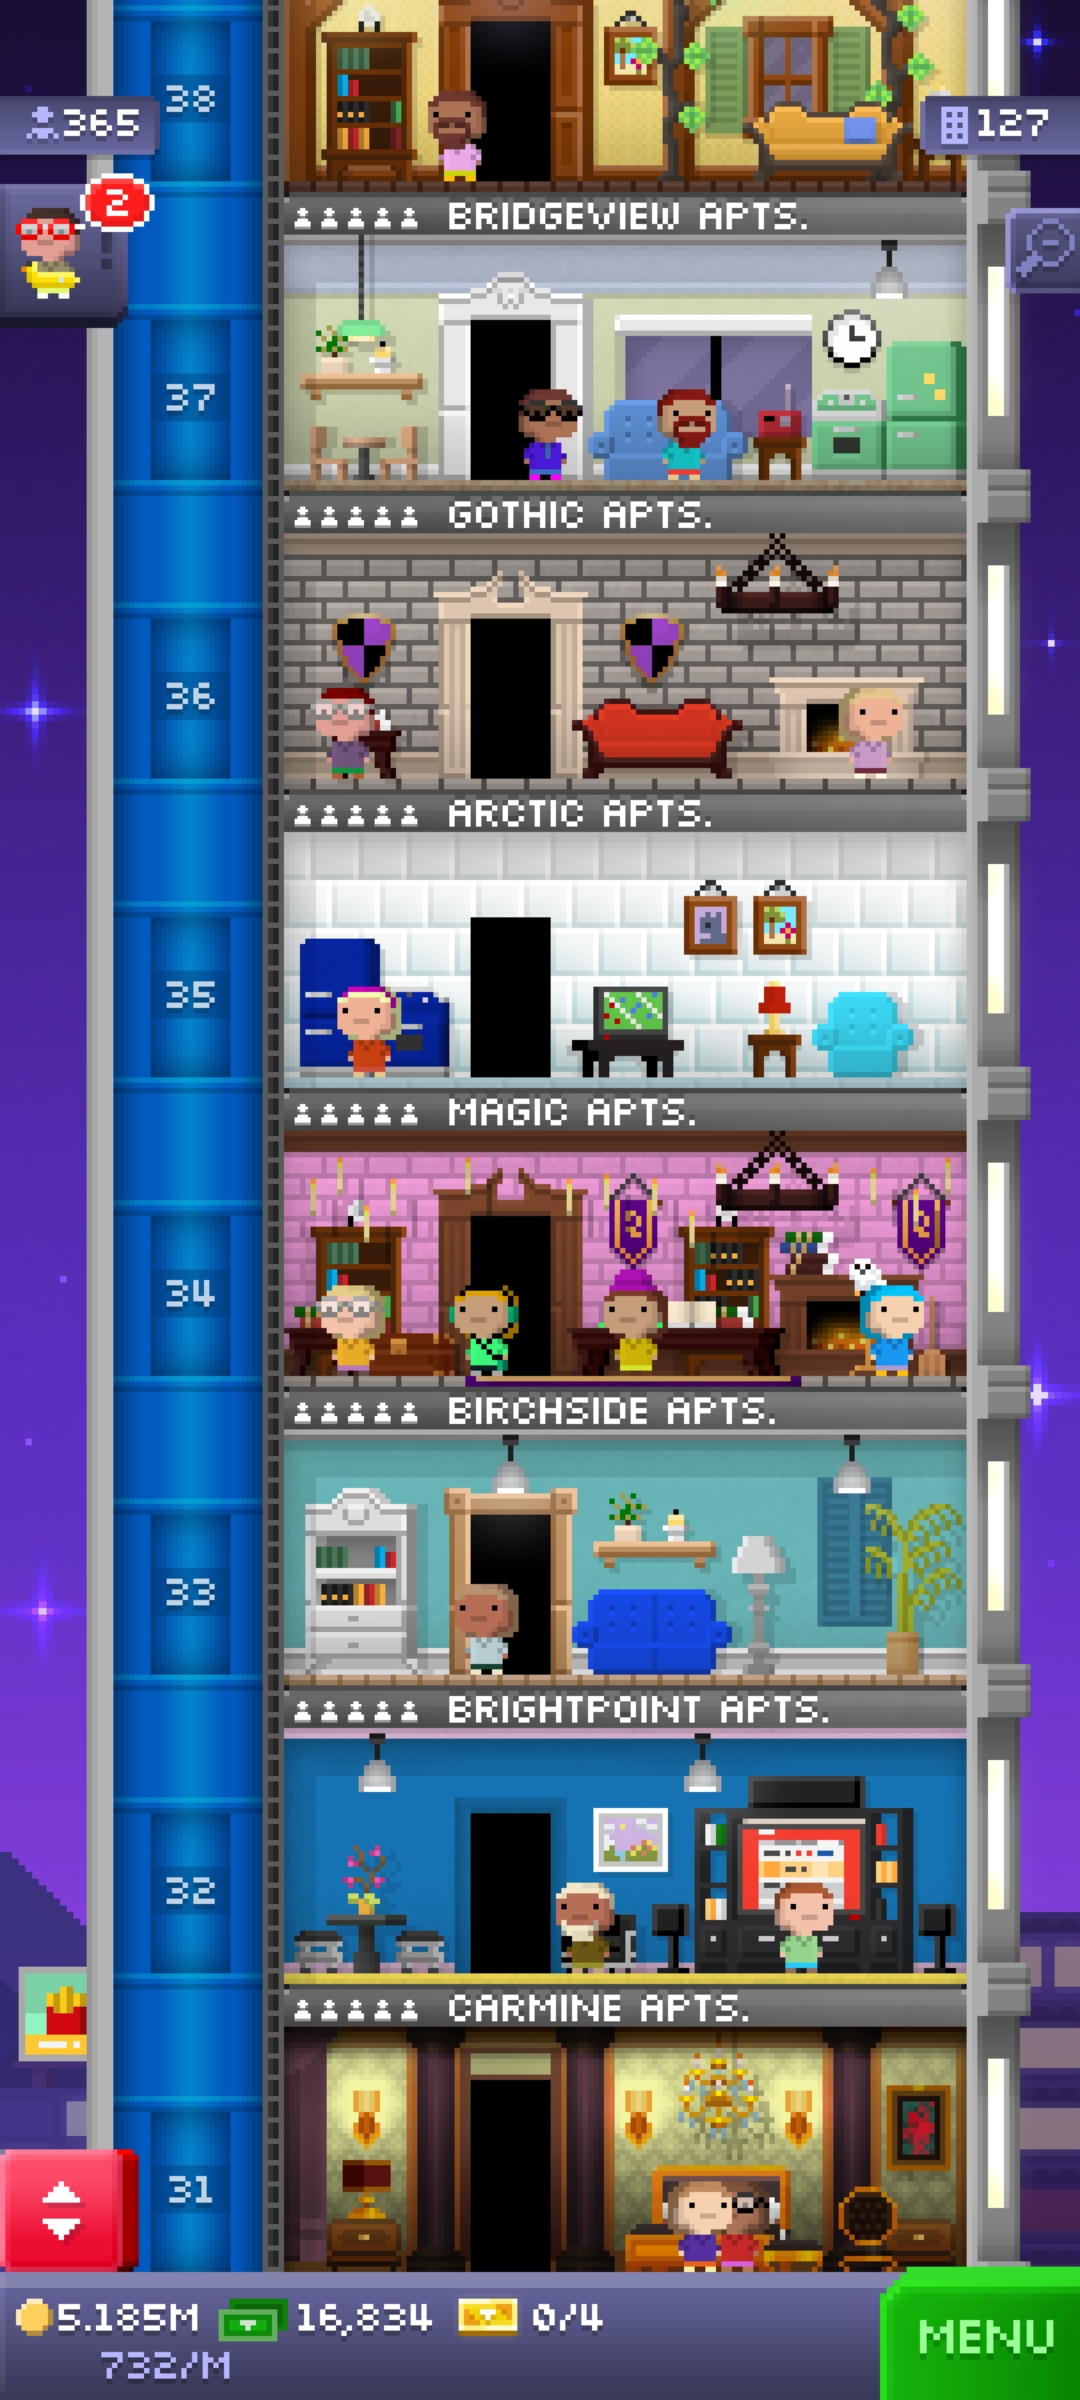 38
365
127
2
BRIDGEVIEW APTS.
37
GOTHIC APTS.
36
ARCTIC APTS.
35
MAGIC APTS.
34
BIRCHSIDE APTS.
33
BRIGHTPOINT APTS.
32
CARMINE APTS.
31
5.185M 16,834 0/4
732/M
MENU